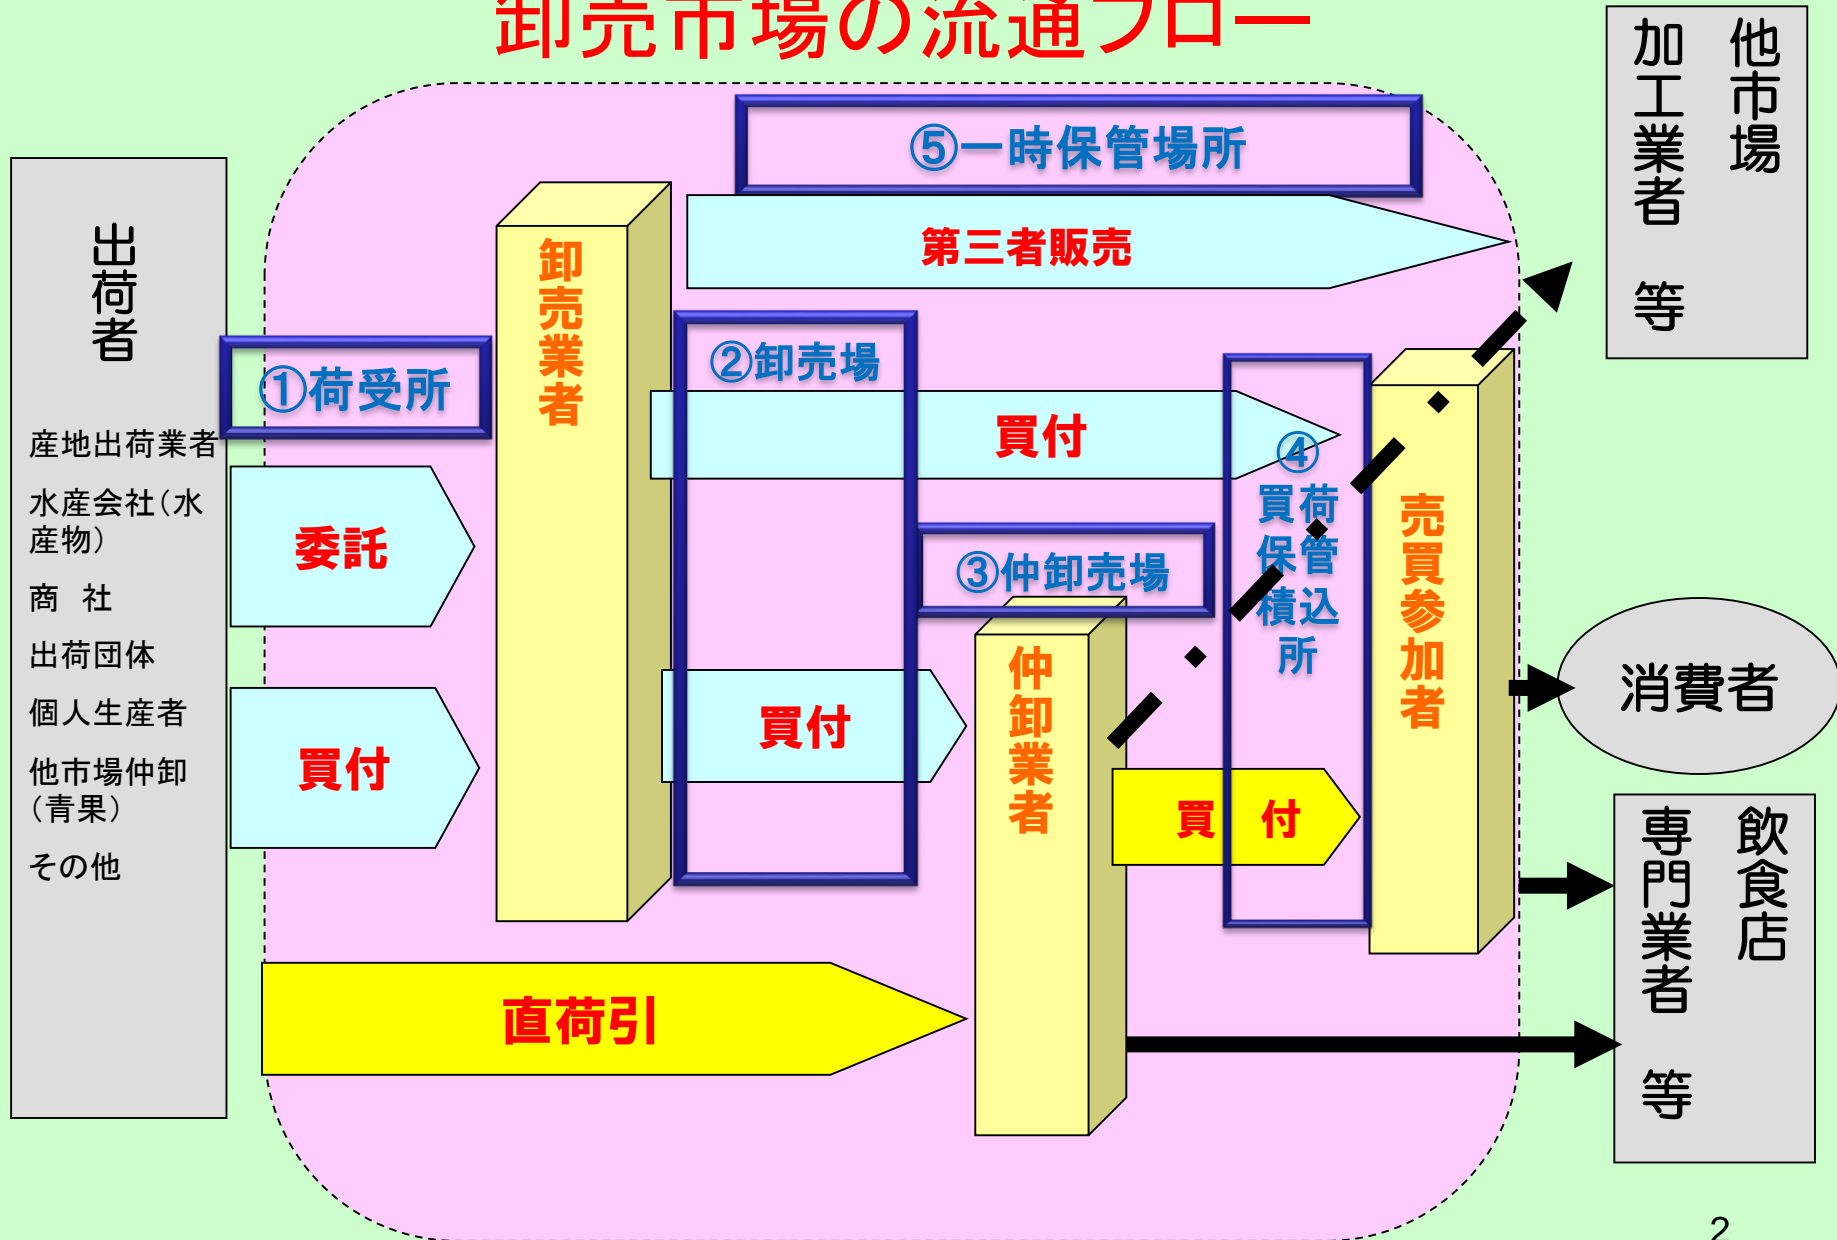 卸売市場の流通フロー
出荷者
産地出荷業者
水産会社（水
産物）
商　社
出荷団体
個人生産者
他市場仲卸
（青果）
その他
①荷受所
委託
買付
直荷引
卸売業者
⑤一時保管場所
第三者販売
②卸売場
買付
買付
③仲卸売場
仲卸業者
買　付
④
買荷
保管
積込
所
売買参加者
他市場
加工業者　等
消費者
飲食店
専門業者　等
2